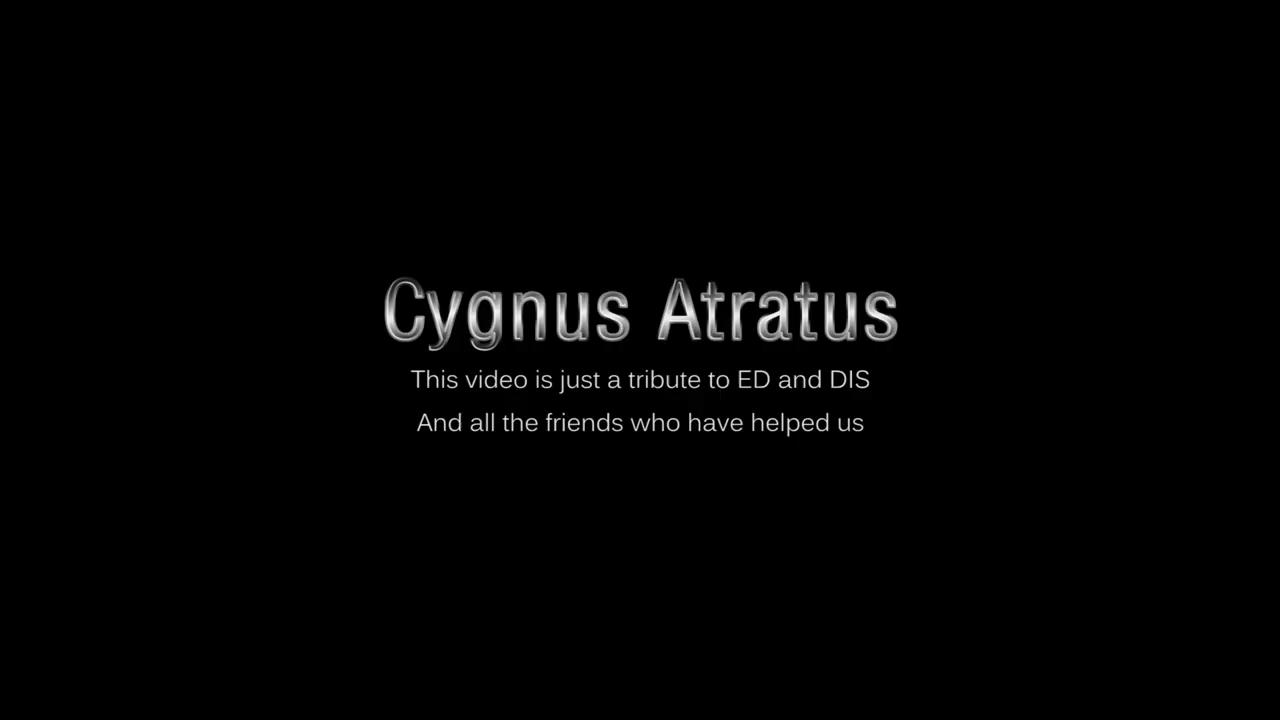 Cygnus Atratus
This video is just a tribute to ED and DIS
And all the friends who have helped us